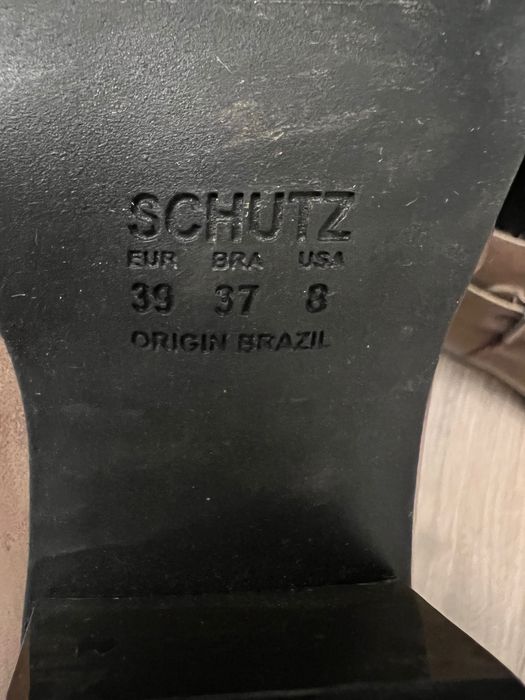 SCHUTZ
EUR BRA USA
39 37 8
ORIGIN BRAZIL